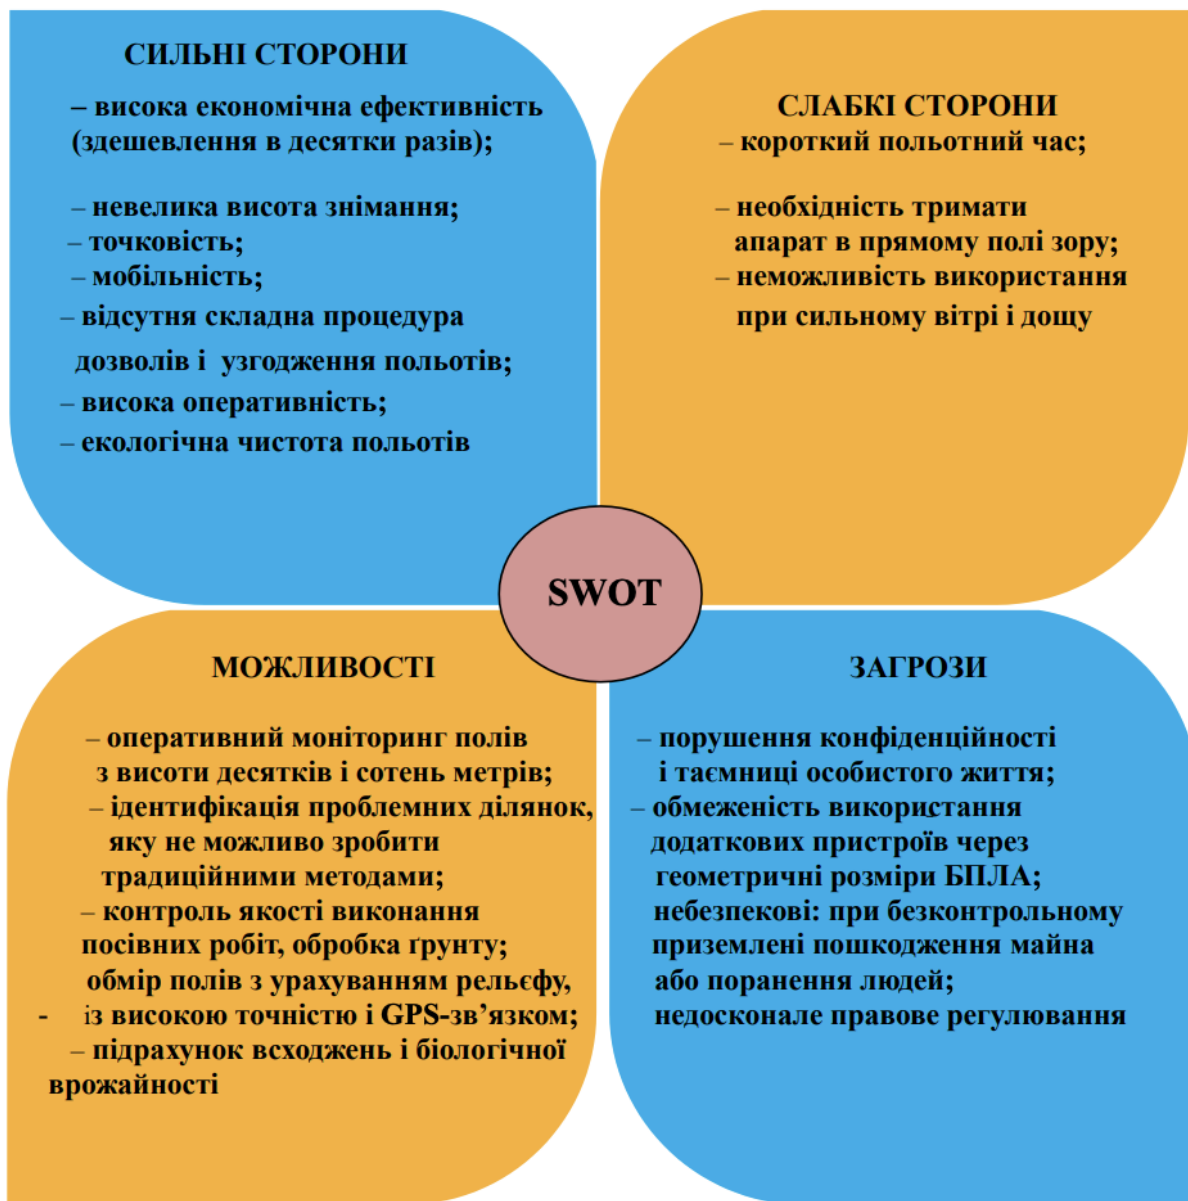 СИЛЬНІ СТОРОНИ
– висока економічна ефективність
(здешевлення в десятки разів);
– невелика висота знімання;
– точковість;
– мобільність;
– відсутня складна процедура
дозволів і узгодження польотів;
– висока оперативність;
– екологічна чистота польотів
СЛАБКІ СТОРОНИ
– короткий польотний час;
– необхідність тримати
апарат в прямому полі зору;
– неможливість використання
при сильному вітрі і дощу
SWOT
МОЖЛИВОСТІ
– оперативний моніторинг полів
з висоти десятків і сотень метрів;
– ідентифікація проблемних ділянок,
яку не можливо зробити
традиційними методами;
– контроль якості виконання
посівних робіт, обробка ґрунту;
обмір полів з урахуванням рельєфу,
- із високою точністю і GPS-зв’язком;
– підрахунок всходжень і біологічної
врожайності
ЗАГРОЗИ
– порушення конфіденційності
і таємниці особистого життя;
– обмеженість використання
додаткових пристроїв через
геометричні розміри БПЛА;
небезпекові: при безконтрольному
приземлені пошкодження майна
або поранення людей;
недосконале правове регулювання